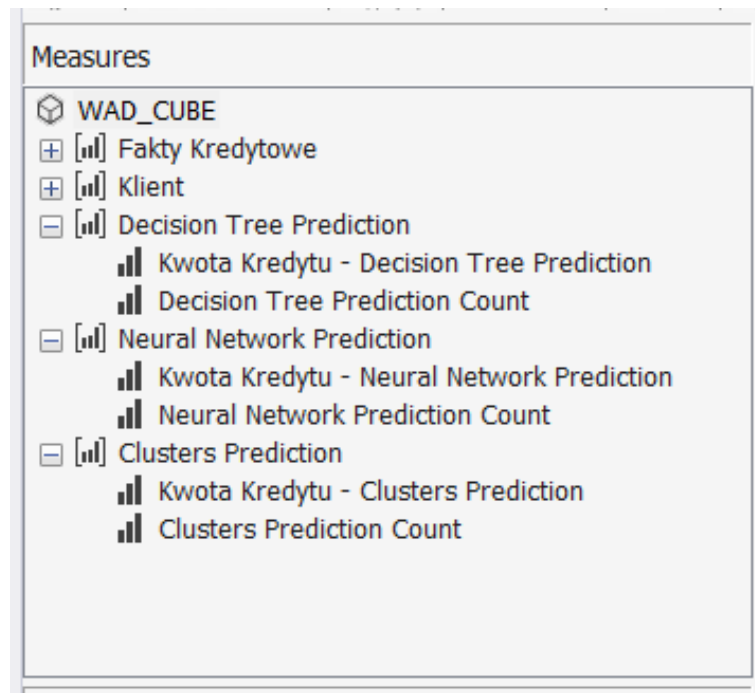 Measures
WAD_CUBE
Fakty Kredytowe
Klient
Decision Tree Prediction
Kwota Kredytu - Decision Tree Prediction
Decision Tree Prediction Count
Neural Network Prediction
Kwota Kredytu - Neural Network Prediction
Neural Network Prediction Count
Clusters Prediction
Kwota Kredytu - Clusters Prediction
Clusters Prediction Count